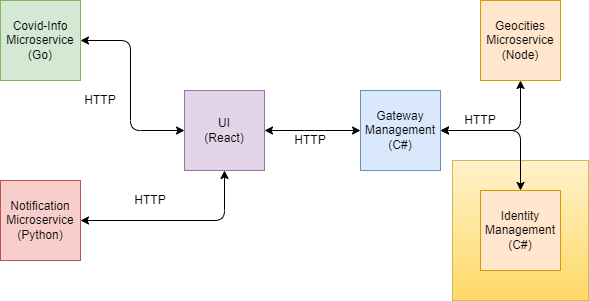 Covid-Info
Microservice
(Go)
Geocities
Microservice
(Node)
HTTP
UI
(React)
HTTP
Gateway
Management
(C#)
HTTP
Notification
Microservice
(Python)
HTTP
Identity
Management
(C#)